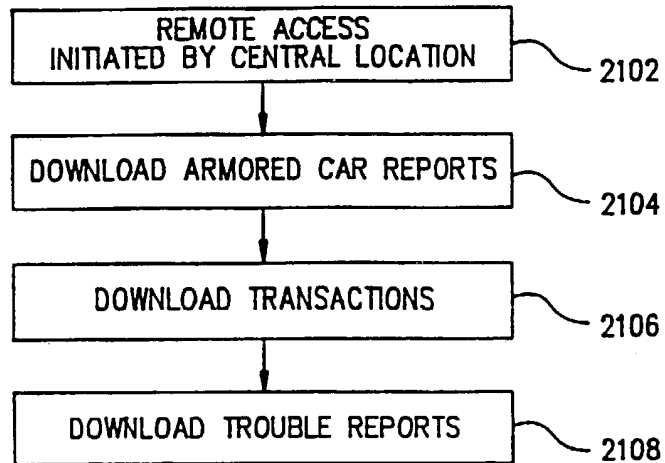 REMOTE ACCESS
INITIATED BY CENTRAL LOCATION
2102
DOWNLOAD ARMORED CAR REPORTS
2104
DOWNLOAD TRANSACTIONS
2106
DOWNLOAD TROUBLE REPORTS
2108